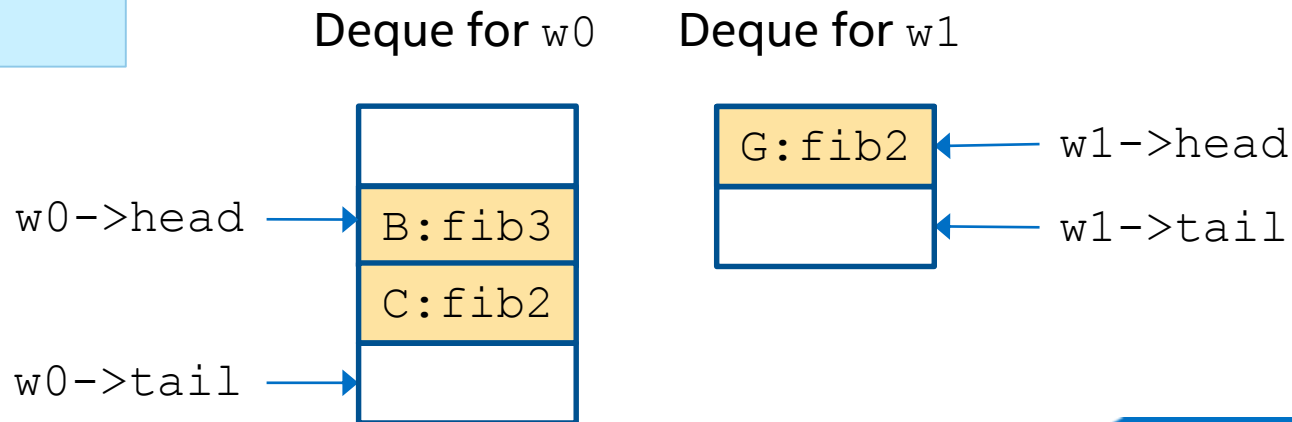 Deque for w0
Deque for w1
G:fib2
w1->head
w0->head
B:fib3
w1->tail
C:fib2
w0->tail